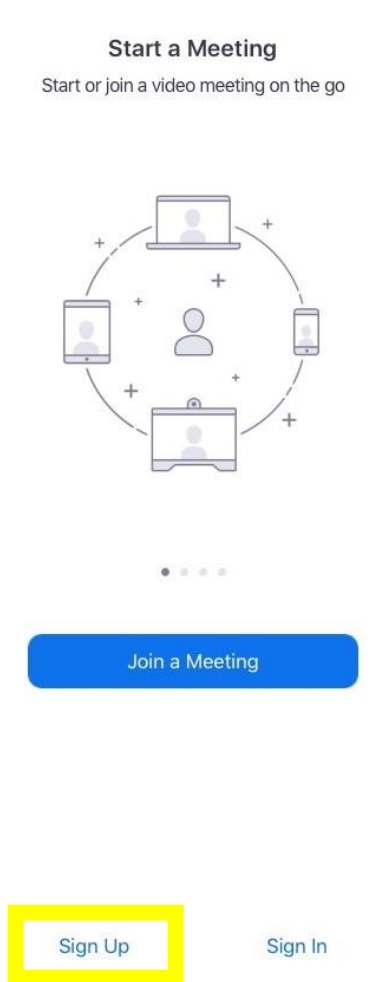 Start a Meeting
Start or join a video meeting on the go
Join a Meeting
Sign Up
Sign In